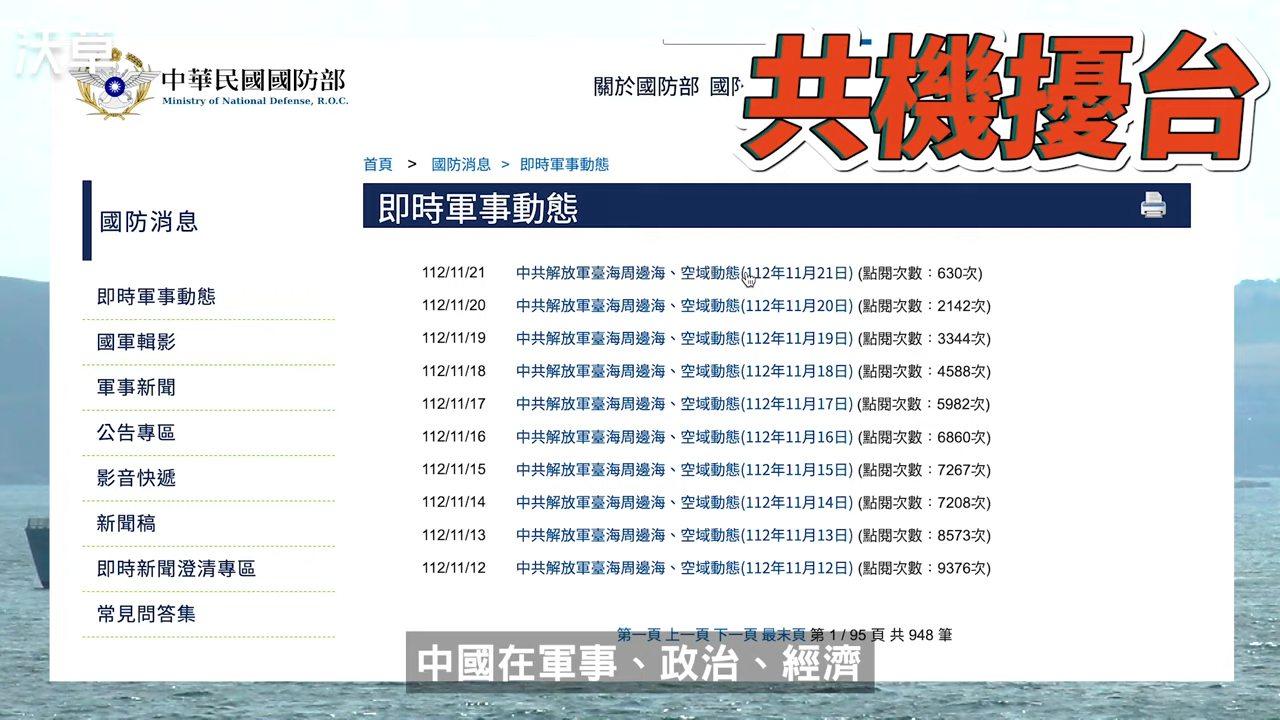 決算
中華民國國防部
Ministry of National Defense, R.O.C.
關於國防部 國防
共機擾台
首頁 > 國防消息 > 即時軍事動態
即時軍事動態
國防消息
即時軍事動態
國軍輯影
軍事新聞
公告專區
影音快遞
新聞稿
即時新聞澄清專區
常見問答集
112/11/21 中共解放軍臺海周邊海、空域動態(112年11月21日) (點閱次數：630次)
112/11/20 中共解放軍臺海周邊海、空域動態(112年11月20日) (點閱次數：2142次)
112/11/19 中共解放軍臺海周邊海、空域動態(112年11月19日) (點閱次數：3344次)
112/11/18 中共解放軍臺海周邊海、空域動態(112年11月18日) (點閱次數：4588次)
112/11/17 中共解放軍臺海周邊海、空域動態(112年11月17日) (點閱次數：5982次)
112/11/16 中共解放軍臺海周邊海、空域動態(112年11月16日) (點閱次數：6860次)
112/11/15 中共解放軍臺海周邊海、空域動態(112年11月15日) (點閱次數：7267次)
112/11/14 中共解放軍臺海周邊海、空域動態(112年11月14日) (點閱次數：7208次)
112/11/13 中共解放軍臺海周邊海、空域動態(112年11月13日) (點閱次數：8573次)
112/11/12 中共解放軍臺海周邊海、空域動態(112年11月12日) (點閱次數：9376次)
第一頁 上一頁 下一頁 最末頁 第 1 / 95 頁 共 948 筆
中國在軍事、政治、經濟